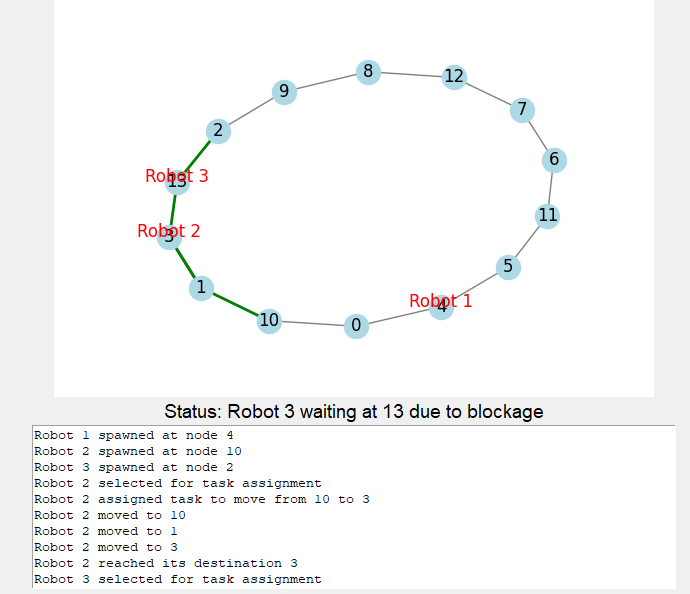 8
12
9
7
2
6
Robot 3
13
11
Robot 2
3
5
1
Robot 1
4
10
0
Status: Robot 3 waiting at 13 due to blockage
Robot 1 spawned at node 4
Robot 2 spawned at node 10
Robot 3 spawned at node 2
Robot 2 selected for task assignment
Robot 2 assigned task to move from 10 to 3
Robot 2 moved to 10
Robot 2 moved to 1
Robot 2 moved to 3
Robot 2 reached its destination 3
Robot 3 selected for task assignment